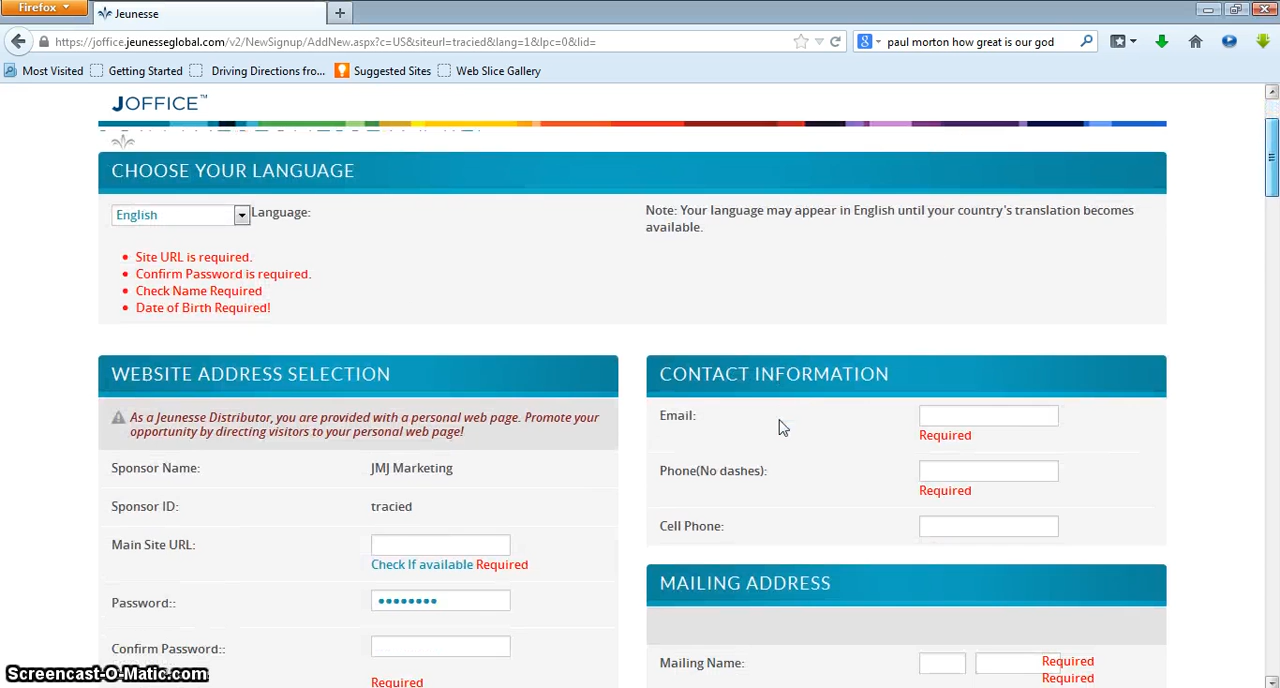 Firefox
Jeunesse
https://joffice.jeunesseglobal.com/v2/NewSignup/AddNew.aspx?c=US&siteurl=tracied&lang=1&lpc=0&lid=
paul morton how great is our god
Most Visited
Getting Started
Driving Directions fro...
Suggested Sites
Web Slice Gallery
JOFFICE™
CHOOSE YOUR LANGUAGE
English
Language:
Note: Your language may appear in English until your country's translation becomes
available.
Site URL is required.
Confirm Password is required.
Check Name Required
Date of Birth Required!
WEBSITE ADDRESS SELECTION
As a Jeunesse Distributor, you are provided with a personal web page. Promote your
opportunity by directing visitors to your personal web page!
Sponsor Name: JMJ Marketing
Sponsor ID: tracied
Main Site URL:
Check If available Required
Password::
Confirm Password::
Required
CONTACT INFORMATION
Email:
Required
Phone(No dashes):
Required
Cell Phone:
MAILING ADDRESS
Mailing Name:
Required
Required
Screencast-O-Matic.com